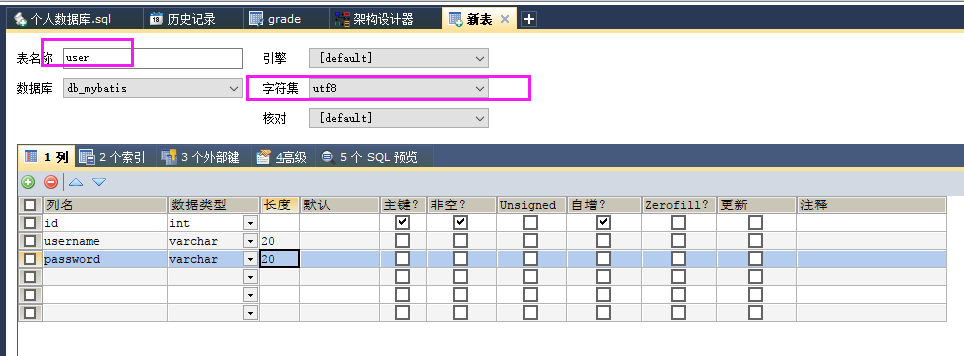 个人数据库.sql 历史记录 grade 架构设计器 新表
表名称 user 引擎 [default]
数据库 db_mybatis 字符集 utf8
核对 [default]
1 列 2 个索引 3 个外部键 4高级 5 个 SQL 预览
列名 数据类型 长度 默认 主键? 非空? Unsigned 自增? Zerofill? 更新 注释
id int
username varchar 20
password varchar 20